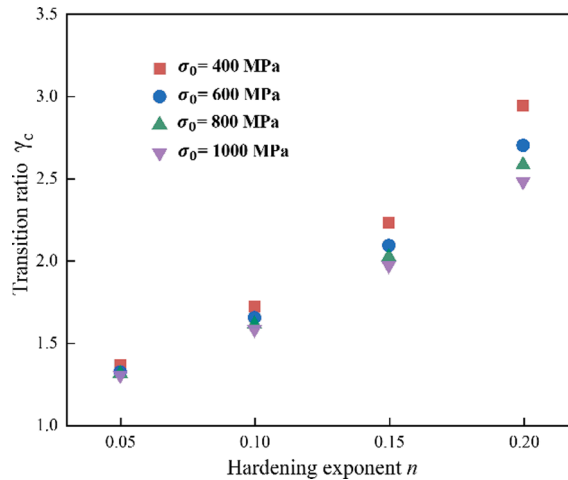 3.5
3.0
2.5
2.0
1.5
1.0
Transition ratio γc
σ0= 400 MPa
σ0= 600 MPa
σ0= 800 MPa
σ0= 1000 MPa
0.05 0.10 0.15 0.20
Hardening exponent n